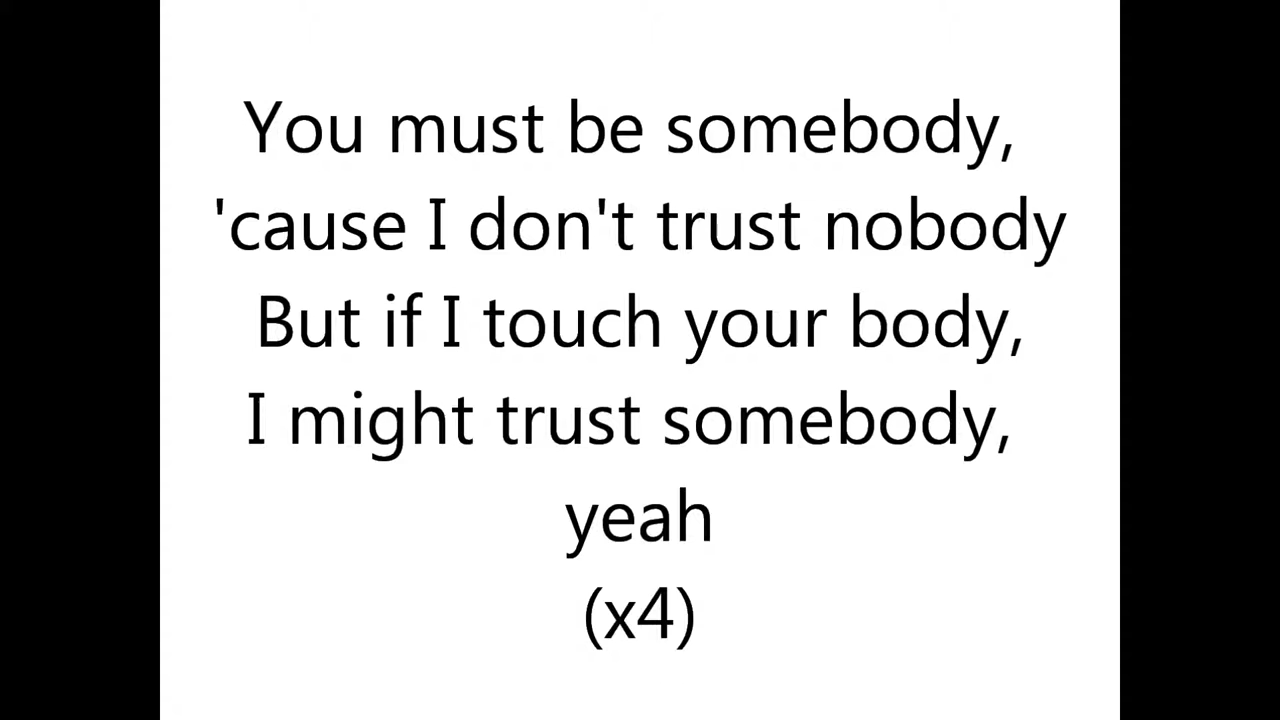 You must be somebody,
'cause I don't trust nobody
But if I touch your body,
I might trust somebody,
yeah
(x4)